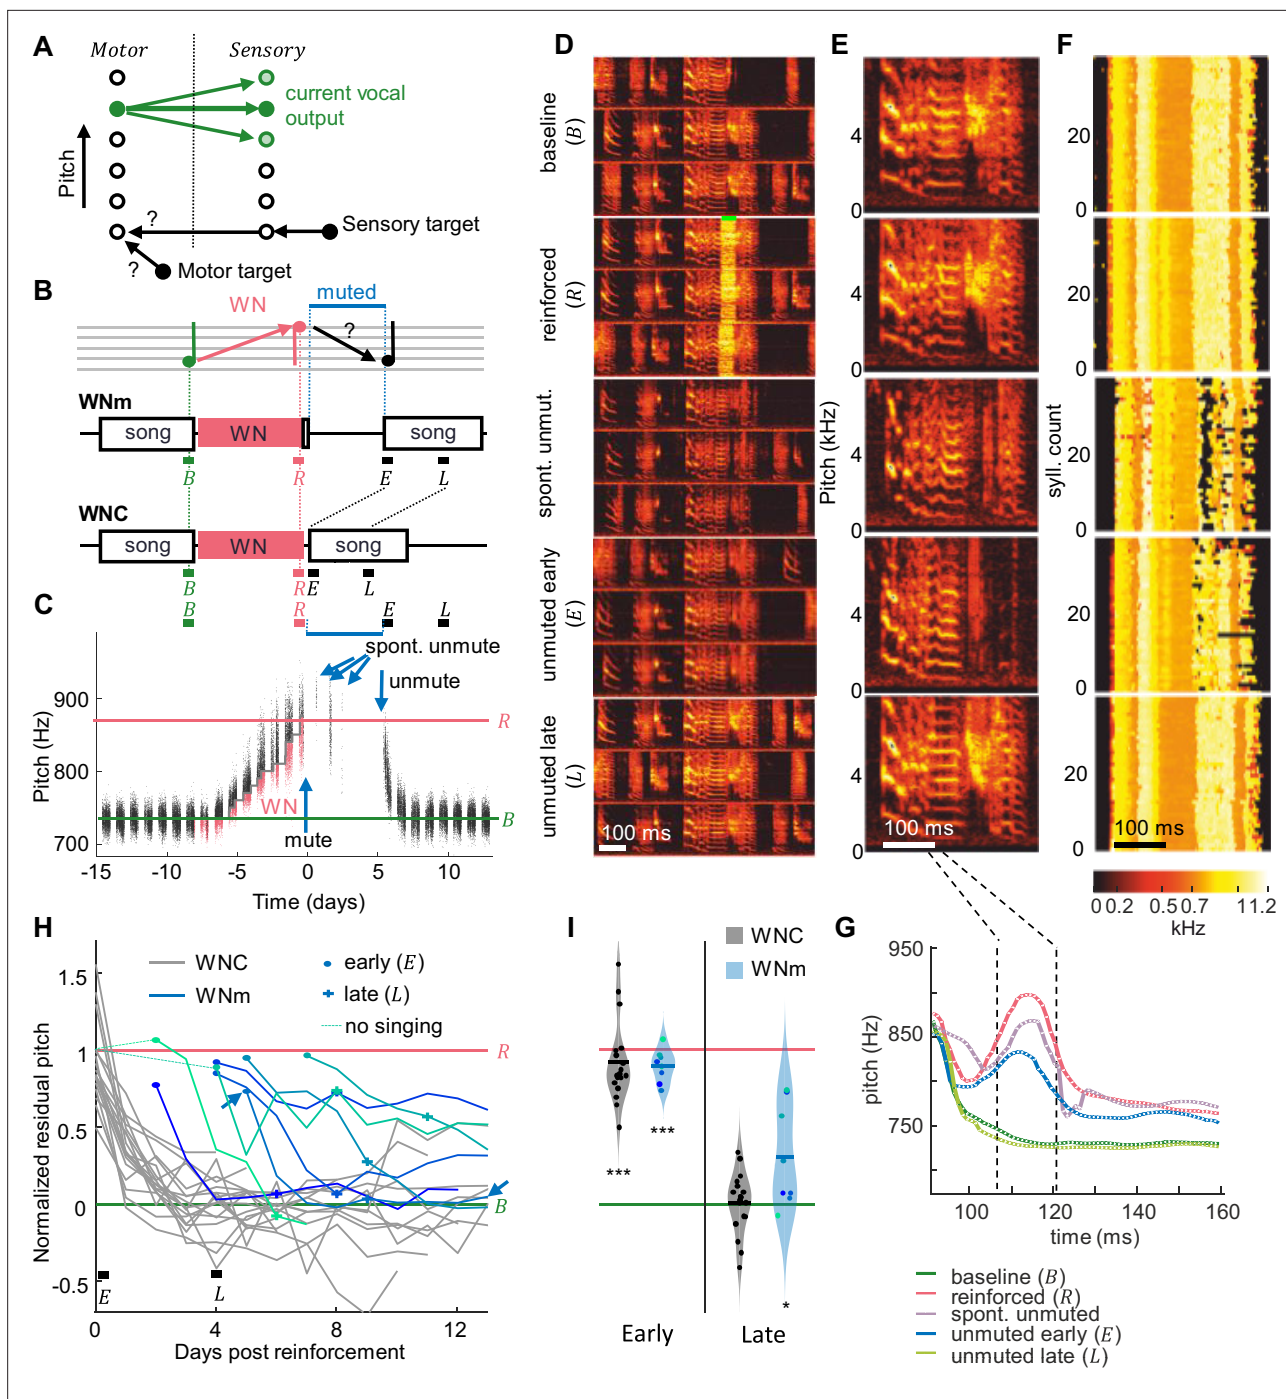 A
Motor
Sensory
current vocal
output
Pitch
?
Sensory target
?
Motor target
B
WN
muted
?
WNm
song
WN
song
B
R
E
L
WNC
song
WN
song
B
R
E
L
B
R
E
L
C
spont. unmute
unmute
900
800
700
Pitch (Hz)
R
B
WN
mute
-15
-10
-5
0
5
10
Time (days)
D
baseline
(B)
reinforced
(R)
spont. unmut.
unmuted early
(E)
unmuted late
(L)
100 ms
E
4
0
4
0
4
0
4
0
4
0
Pitch (kHz)
100 ms
F
20
0
20
0
20
0
20
0
20
0
syll. count
100 ms
0 0.2 0.5 0.7 1 1.2
kHz
G
950
850
750
pitch (Hz)
100
120
140
160
time (ms)
baseline (B)
reinforced (R)
spont. unmuted
unmuted early (E)
unmuted late (L)
H
WNC
WNm
early (E)
late (L)
no singing
1.5
1
0.5
0
-0.5
Normalized residual pitch
R
B
E
L
0
4
8
12
Days post reinforcement
I
WNC
WNm
***
***
*
Early
Late